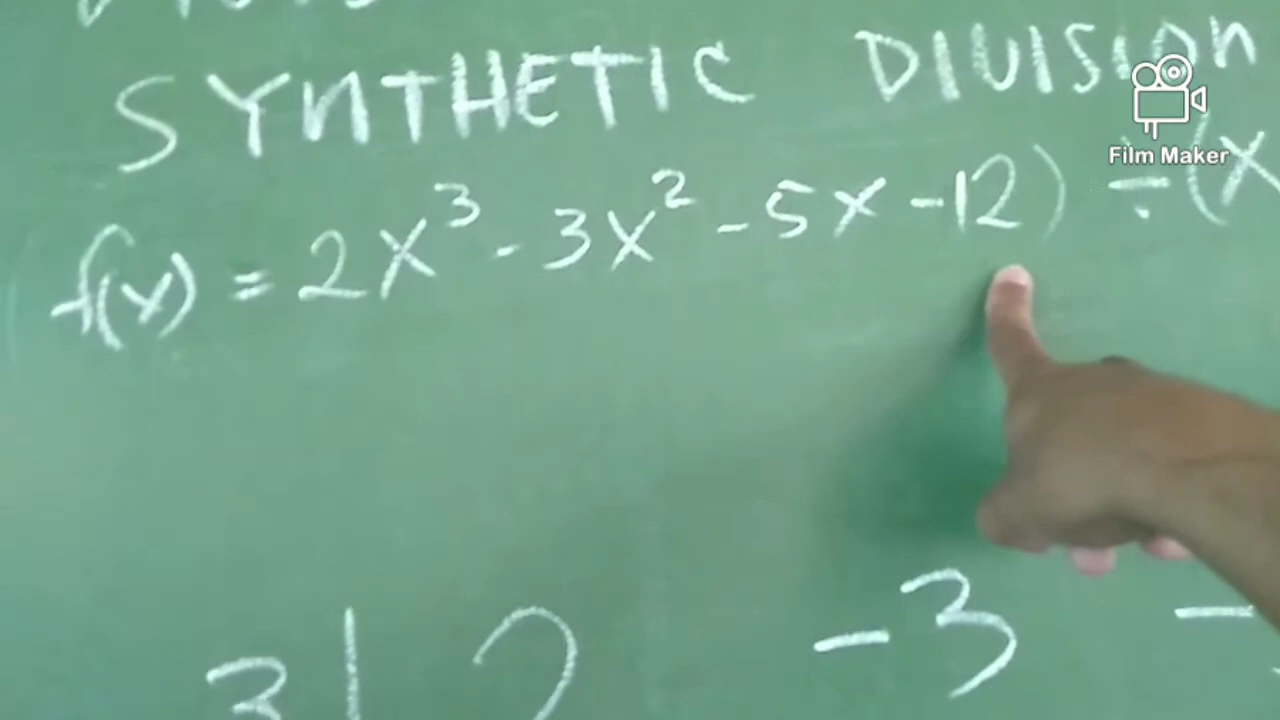 SYNTHETIC DIVISION
Film Maker
f(x) = 2x³ - 3x² - 5x - 12) ÷ (x
3 | 2 -3 -